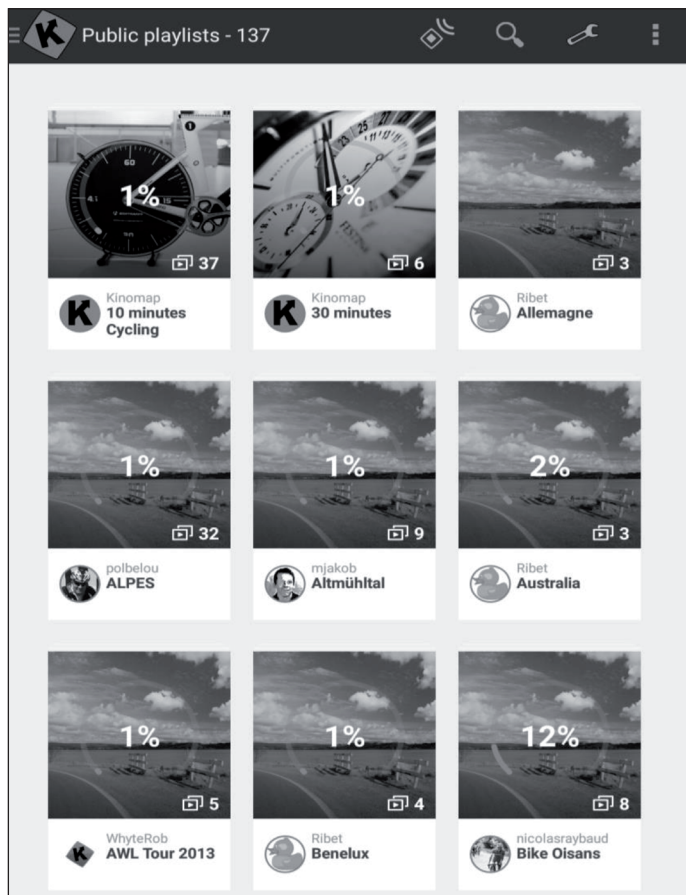 Public playlists - 137
1%
37
Kinomap
10 minutes
Cycling
1%
6
Kinomap
30 minutes
3
Ribet
Allemagne
1%
32
polbelou
ALPES
1%
9
mjakob
Altmühltal
2%
3
Ribet
Australia
1%
5
WhyteRob
AWL Tour 2013
1%
4
Ribet
Benelux
12%
8
nicolasraybaud
Bike Oisans